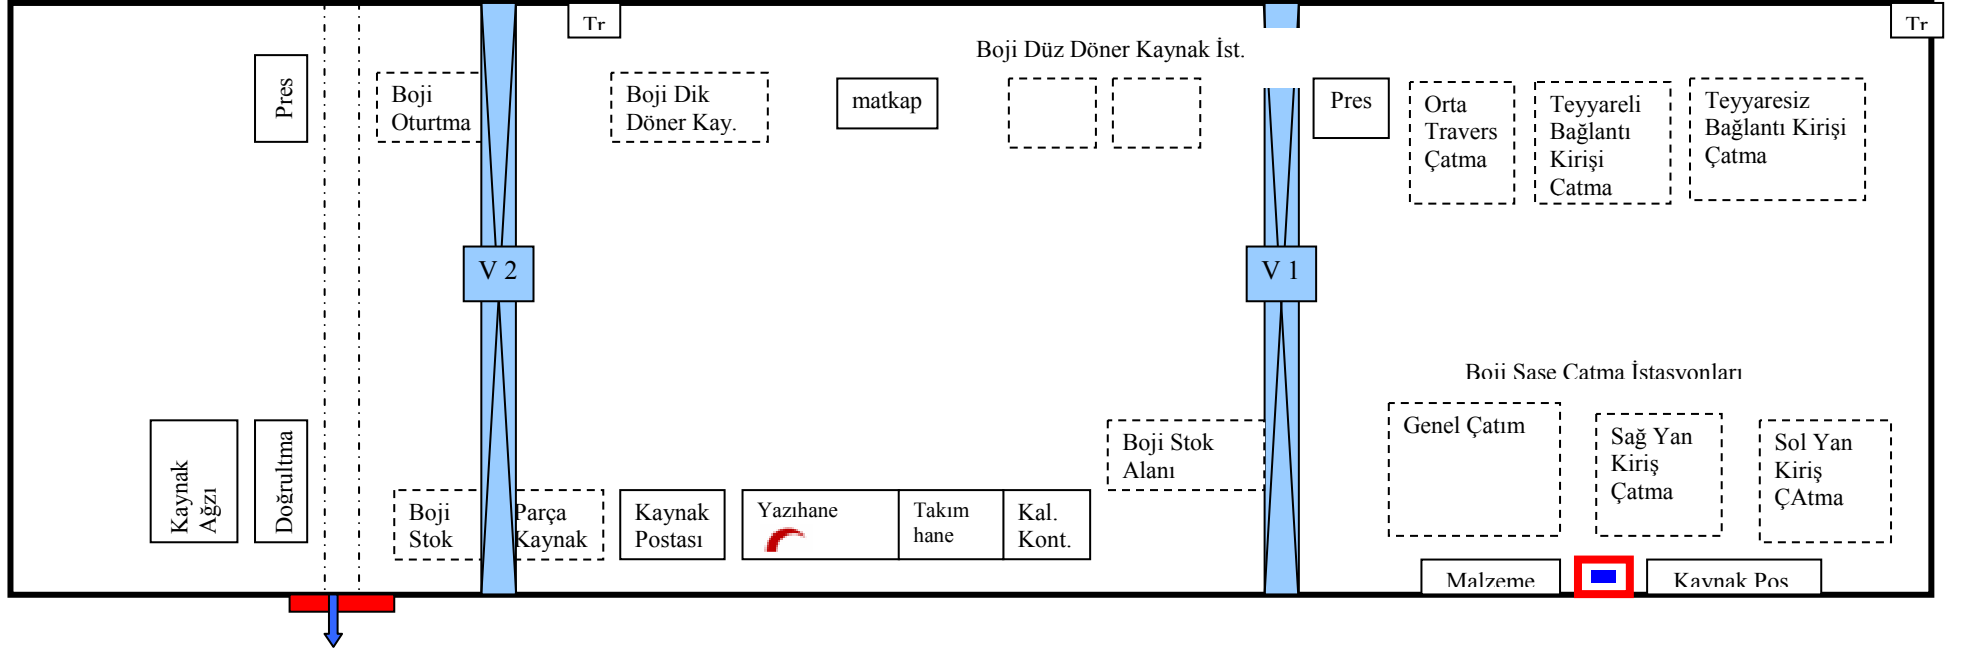 Tr
Tr
Boji Düz Döner Kaynak İst.
Pres
Boji
Oturtma
Boji Dik
Döner Kay.
matkap
Pres
Orta
Travers
Çatma
Teyyareli
Bağlantı
Kirişi
Catma
Teyyaresiz
Bağlantı Kirişi
Çatma
V 2
V 1
Boji Sase Catma İstasyonları
Kaynak
Ağzı
Doğrultma
Boji
Stok
Parça
Kaynak
Kaynak
Postası
Yazıhane
Takım
hane
Kal.
Kont.
Boji Stok
Alanı
Genel Çatım
Sağ Yan
Kiriş
Çatma
Sol Yan
Kiriş
ÇAtma
Malzeme
Kaynak Pos